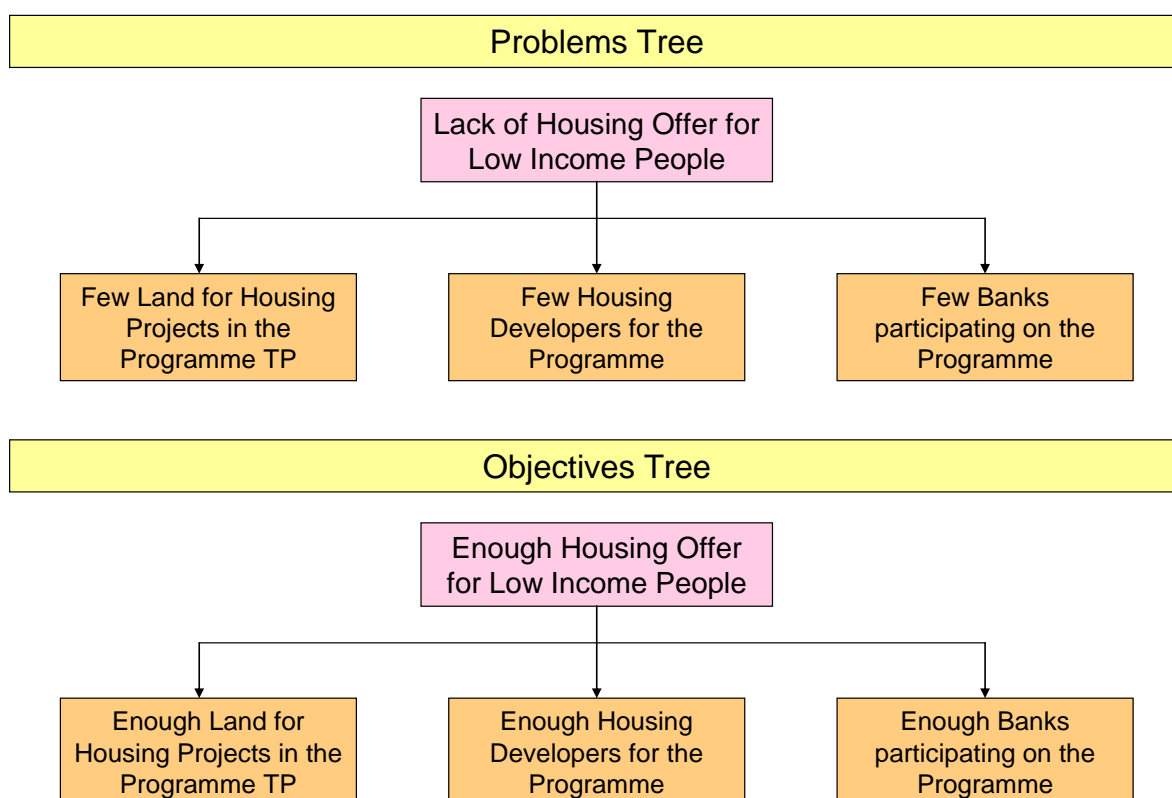 Problems Tree
Lack of Housing Offer for
Low Income People
Few Land for Housing
Projects in the
Programme TP
Few Housing
Developers for the
Programme
Few Banks
participating on the
Programme
Objectives Tree
Enough Housing Offer
for Low Income People
Enough Land for
Housing Projects in the
Programme TP
Enough Housing
Developers for the
Programme
Enough Banks
participating on the
Programme